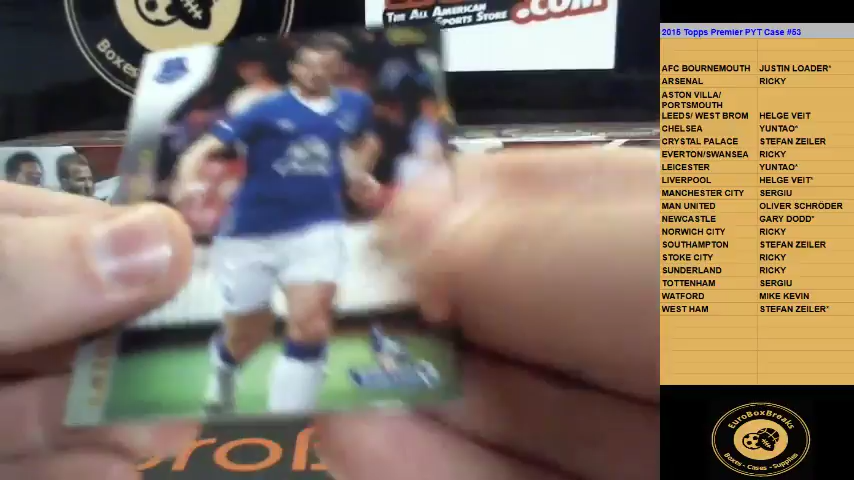 THE ALL AMERICAN
SPORTS STORE
.COM
Boxes
2015 Topps Premier PYT Case #53
AFC BOURNEMOUTH JUSTIN LOADER*
ARSENAL RICKY
ASTON VILLA/
PORTSMOUTH
LEEDS/ WEST BROM HELGE VEIT
CHELSEA YUNTAO*
CRYSTAL PALACE STEFAN ZEILER
EVERTON/SWANSEA RICKY
LEICESTER YUNTAO*
LIVERPOOL HELGE VEIT*
MANCHESTER CITY SERGIU
MAN UNITED OLIVER SCHRÖDER
NEWCASTLE GARY DODD*
NORWICH CITY RICKY
SOUTHAMPTON STEFAN ZEILER
STOKE CITY RICKY
SUNDERLAND RICKY
TOTTENHAM SERGIU
WATFORD MIKE KEVIN
WEST HAM STEFAN ZEILER*
EuroBoxBreaks
Boxes - Cases - Supplies